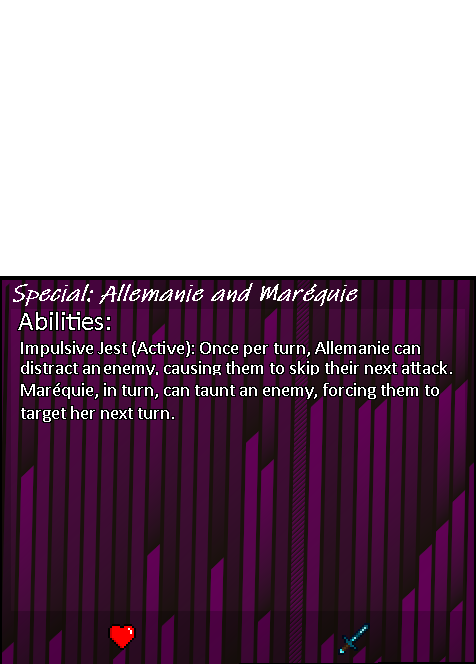 Special: Allemanie and Maréquie
Abilities:
Impulsive Jest (Active): Once per turn, Allemanie can
distract an enemy, causing them to skip their next attack.
Maréquie, in turn, can taunt an enemy, forcing them to
target her next turn.